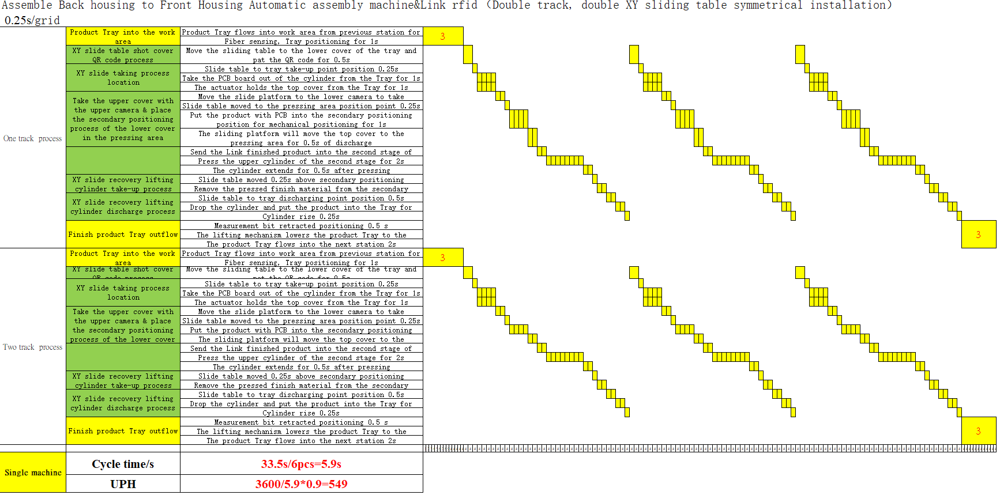 Assemble Back housing to Front Housing Automatic assembly machine&Link rfid（Double track, double XY sliding table symmetrical installation）
0.25s/grid
One track process
Product Tray into the work
area
Product Tray flows into work area from previous station for
Fiber sensing, Tray positioning for 1s
3
XY slide table shot cover
QR code process
Move the sliding table to the lower cover of the tray and
pat the QR code for 0.5s
XY slide taking process
location
Slide table to tray take-up point position 0.25s
Take the PCB board out of the cylinder from the Tray for 1s
The actuator holds the top cover from the Tray for 1s
Take the upper cover with
the upper camera & place
the secondary positioning
process of the lower cover
in the pressing area
Move the slide platform to the lower camera to take
Slide table moved to the pressing area position point 0.25s
Put the product with PCB into the secondary positioning
position for mechanical positioning for 1s
The sliding platform will move the top cover to the
pressing area for 0.5s of discharge
Send the Link finished product into the second stage of
Press the upper cylinder of the second stage for 2s
The cylinder extends for 0.5s after pressing
XY slide recovery lifting
cylinder take-up process
Slide table moved 0.25s above secondary positioning
Remove the pressed finish material from the secondary
XY slide recovery lifting
cylinder discharge process
Slide table to tray discharging point position 0.5s
Drop the cylinder and put the product into the Tray for
Cylinder rise 0.25s
Finish product Tray outflow
Measurement bit retracted positioning 0.5 s
The lifting mechanism lowers the product Tray to the
The product Tray flows into the next station 2s
3
Two track process
Product Tray into the work
area
Product Tray flows into work area from previous station for
Fiber sensing, Tray positioning for 1s
3
XY slide table shot cover
QR code process
Move the sliding table to the lower cover of the tray and
pat the QR code for 0.5s
XY slide taking process
location
Slide table to tray take-up point position 0.25s
Take the PCB board out of the cylinder from the Tray for 1s
The actuator holds the top cover from the Tray for 1s
Take the upper cover with
the upper camera & place
the secondary positioning
process of the lower cover
Move the slide platform to the lower camera to take
Slide table moved to the pressing area position point 0.25s
Put the product with PCB into the secondary positioning
The sliding platform will move the top cover to the
Send the Link finished product into the second stage of
Press the upper cylinder of the second stage for 2s
The cylinder extends for 0.5s after pressing
XY slide recovery lifting
cylinder take-up process
Slide table moved 0.25s above secondary positioning
Remove the pressed finish material from the secondary
XY slide recovery lifting
cylinder discharge process
Slide table to tray discharging point position 0.5s
Drop the cylinder and put the product into the Tray for
Cylinder rise 0.25s
Finish product Tray outflow
Measurement bit retracted positioning 0.5 s
The lifting mechanism lowers the product Tray to the
The product Tray flows into the next station 2s
3
Single machine
Cycle time/s
33.5s/6pcs=5.9s
UPH
3600/5.9*0.9=549